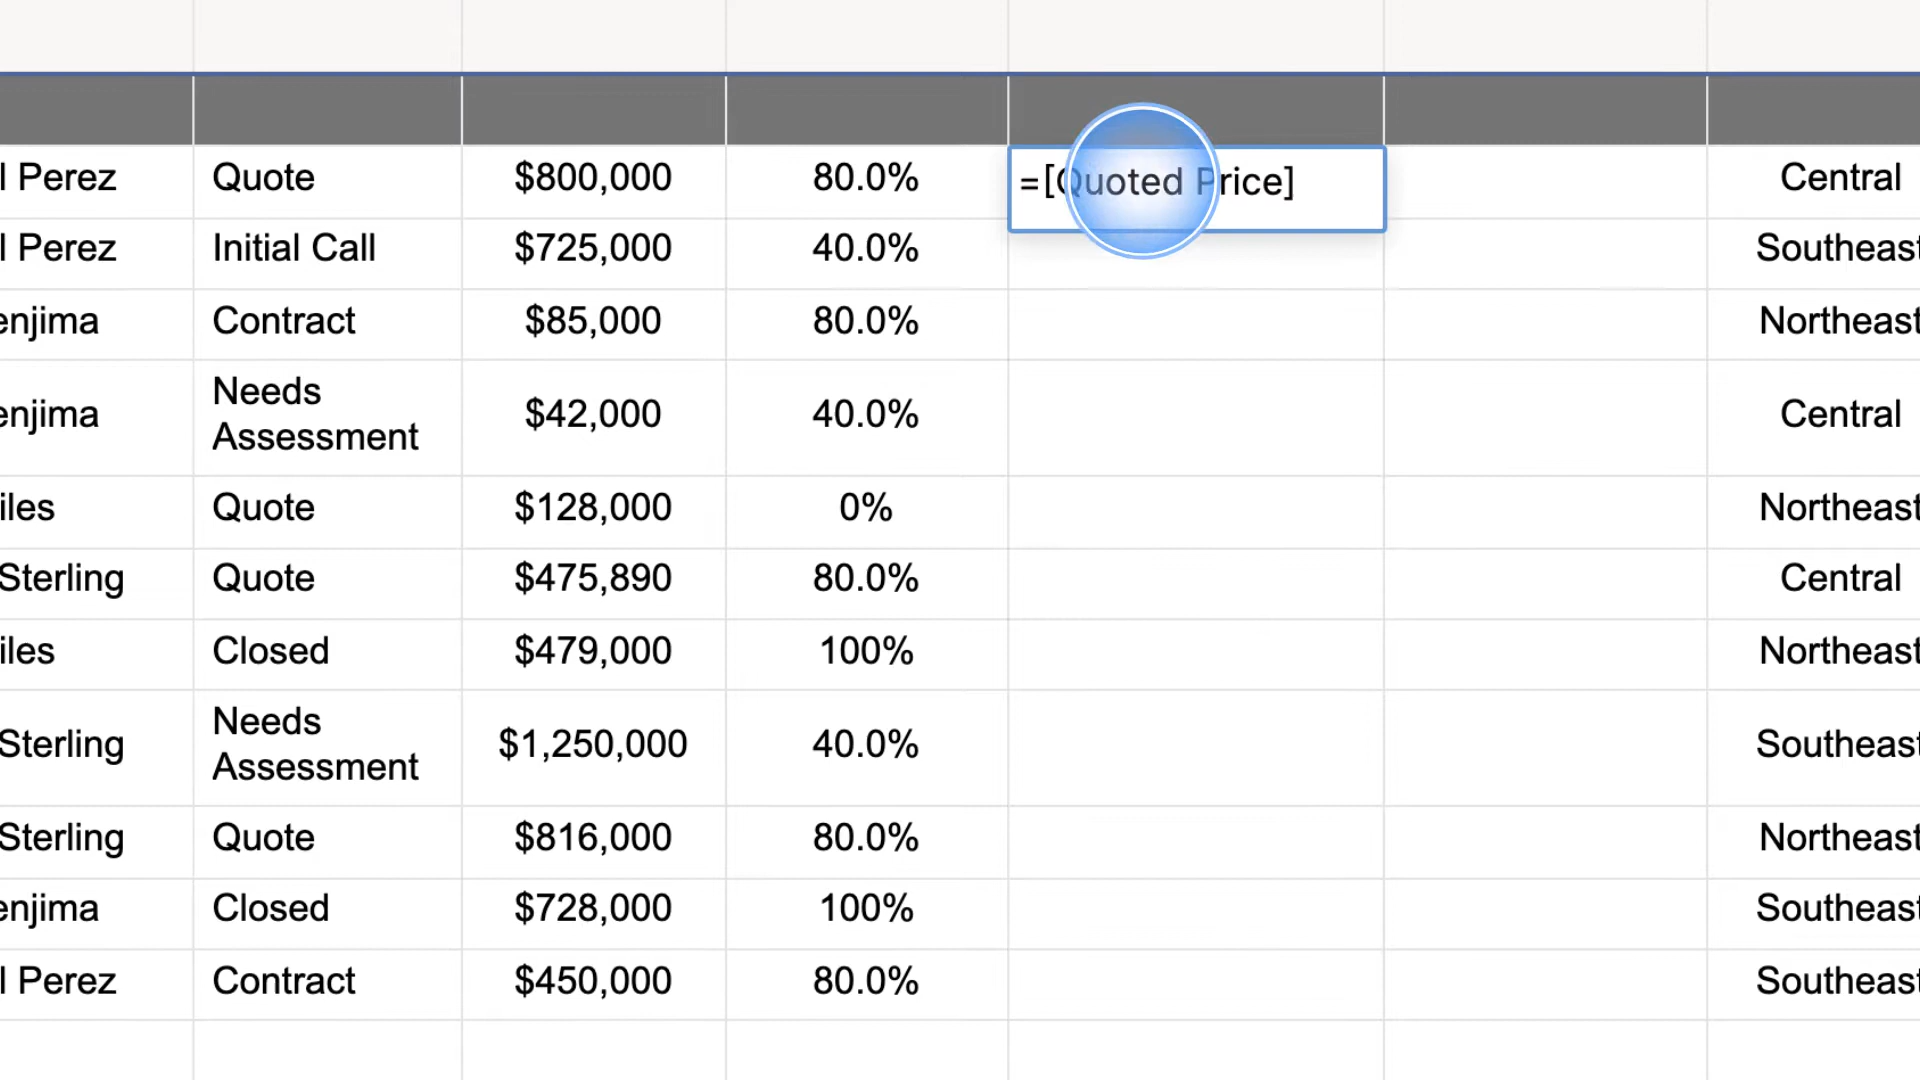 l Perez Quote $800,000 80.0% =[Quoted Price] Central
l Perez Initial Call $725,000 40.0% Southeast
enjima Contract $85,000 80.0% Northeast
enjima Needs Assessment $42,000 40.0% Central
iles Quote $128,000 0% Northeast
Sterling Quote $475,890 80.0% Central
iles Closed $479,000 100% Northeast
Sterling Needs Assessment $1,250,000 40.0% Southeast
Sterling Quote $816,000 80.0% Northeast
enjima Closed $728,000 100% Southeast
l Perez Contract $450,000 80.0% Southeast